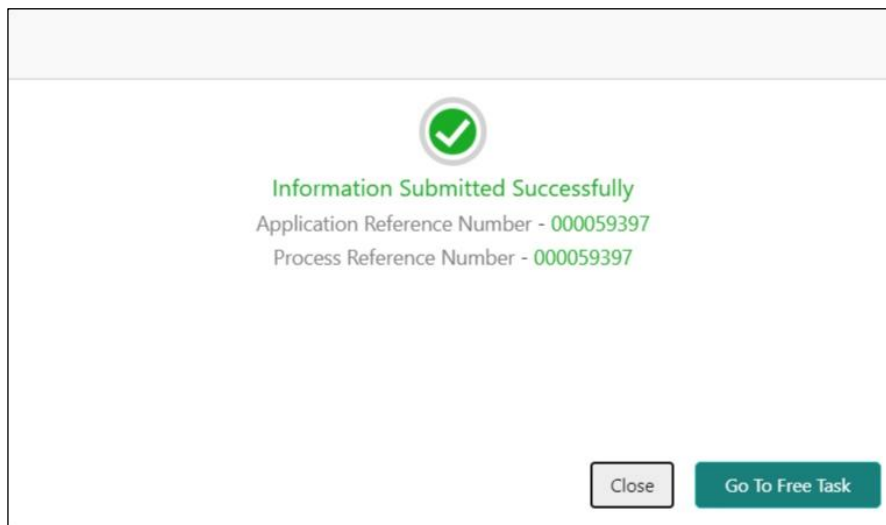 Information Submitted Successfully
Application Reference Number - 000059397
Process Reference Number - 000059397
Close
Go To Free Task